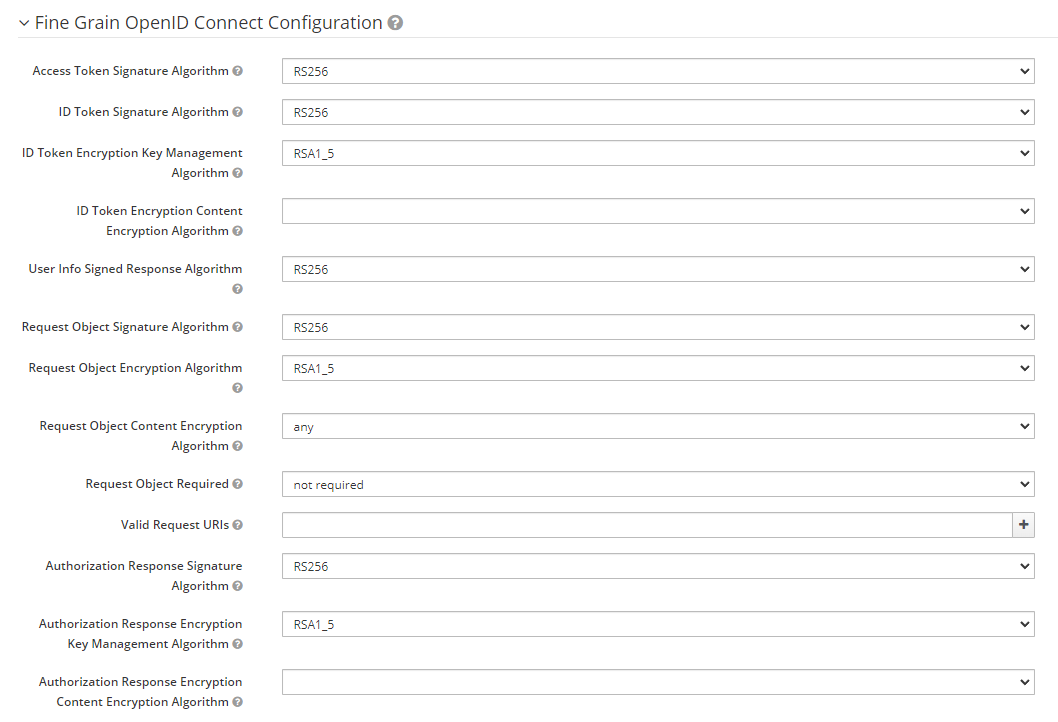 Fine Grain OpenID Connect Configuration
Access Token Signature Algorithm
RS256
ID Token Signature Algorithm
RS256
ID Token Encryption Key Management
Algorithm
RSA1_5
ID Token Encryption Content
Encryption Algorithm
User Info Signed Response Algorithm
RS256
Request Object Signature Algorithm
RS256
Request Object Encryption Algorithm
RSA1_5
Request Object Content Encryption
Algorithm
any
Request Object Required
not required
Valid Request URIs
Authorization Response Signature
Algorithm
RS256
Authorization Response Encryption
Key Management Algorithm
RSA1_5
Authorization Response Encryption
Content Encryption Algorithm